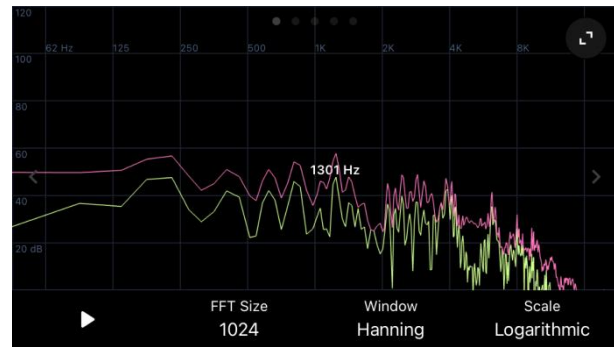 120
62 Hz 125 250 500 1K 2K 4K 8K
100
80
60
1301 Hz
40
20 dB
FFT Size Window Scale
1024 Hanning Logarithmic